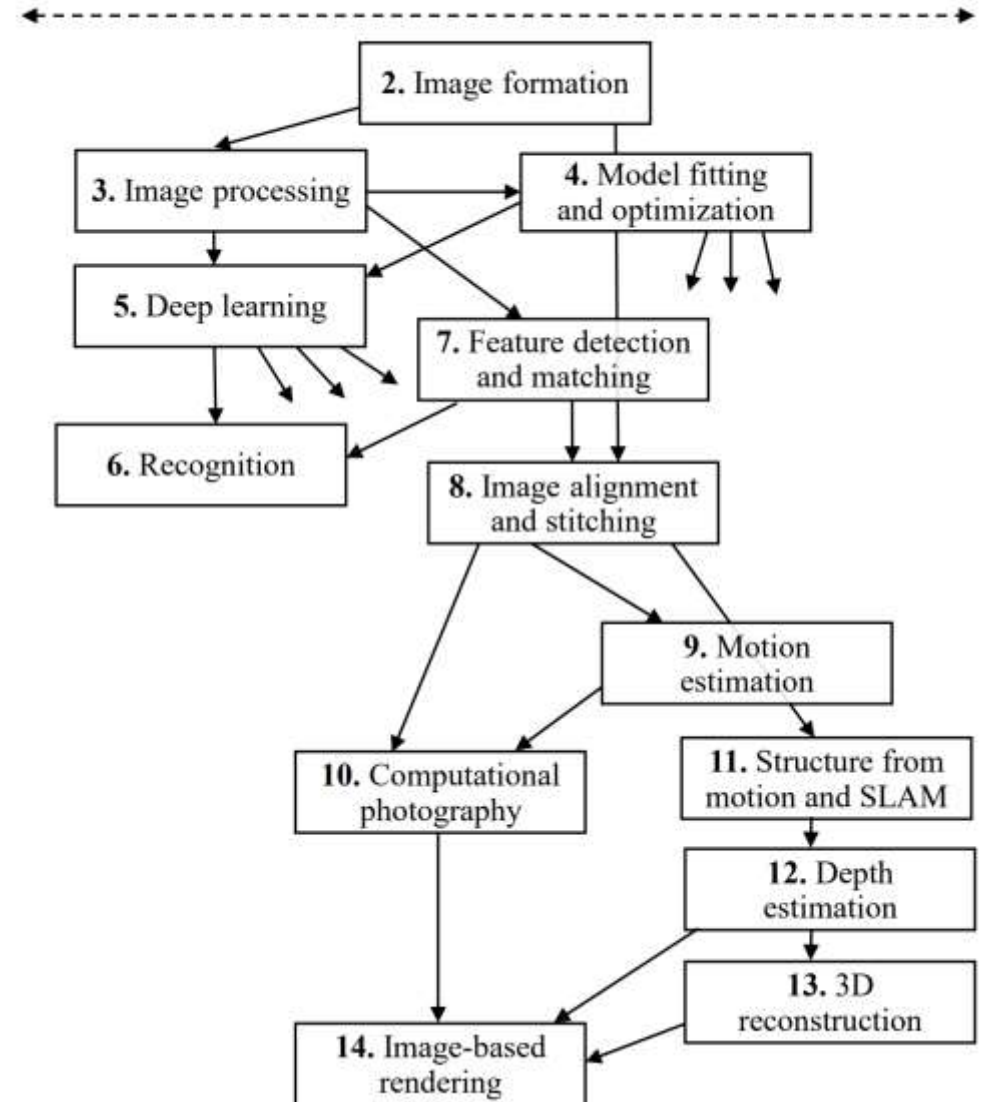 2. Image formation
3. Image processing
4. Model fitting
and optimization
5. Deep learning
7. Feature detection
and matching
6. Recognition
8. Image alignment
and stitching
9. Motion
estimation
10. Computational
photography
11. Structure from
motion and SLAM
12. Depth
estimation
13. 3D
reconstruction
14. Image-based
rendering